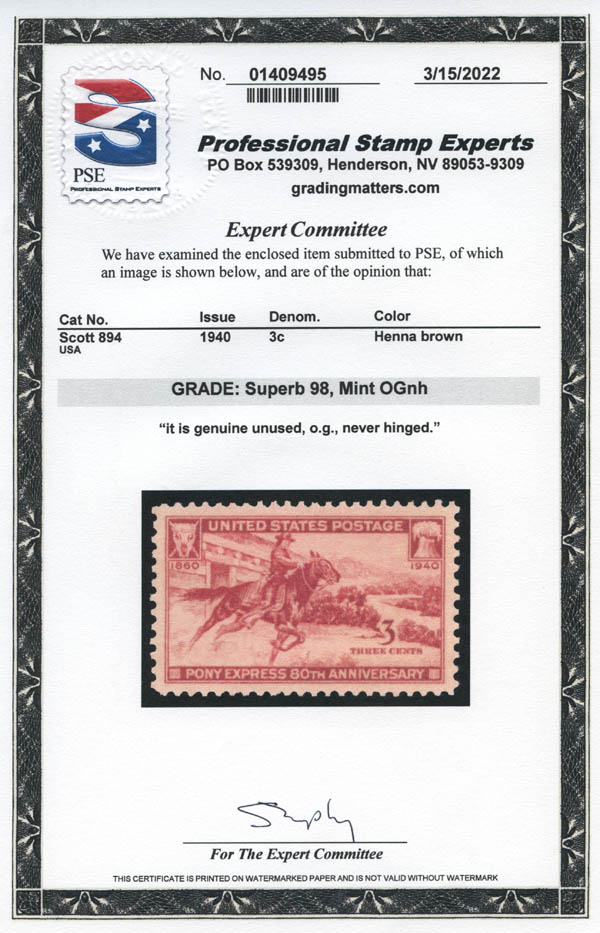 No. 01409495 3/15/2022
PSE
PROFESSIONAL STAMP EXPERTS
Professional Stamp Experts
PO Box 539309, Henderson, NV 89053-9309
gradingmatters.com
Expert Committee
We have examined the enclosed item submitted to PSE, of which
an image is shown below, and are of the opinion that:
Cat No. Issue Denom. Color
Scott 894 1940 3c Henna brown
USA
GRADE: Superb 98, Mint OGnh
“it is genuine unused, o.g., never hinged.”
UNITED STATES POSTAGE
1860 1940
3
THREE CENTS
PONY EXPRESS 80TH ANNIVERSARY
For The Expert Committee
THIS CERTIFICATE IS PRINTED ON WATERMARKED PAPER AND IS NOT VALID WITHOUT WATERMARK